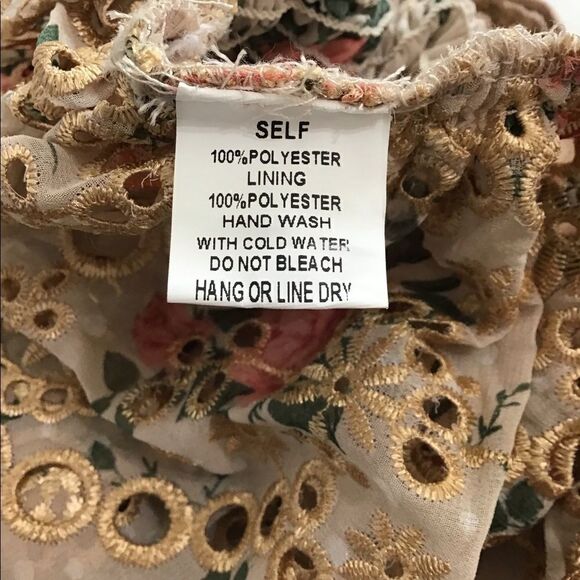 SELF
100%POLYESTER
LINING
100%POLYESTER
HAND WASH
WITH COLD WATER
DO NOT BLEACH
HANG OR LINE DRY